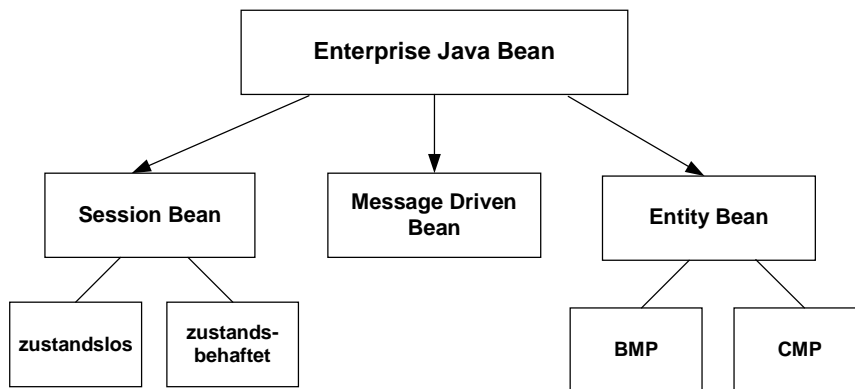 Enterprise Java Bean
Session Bean
Message Driven
Bean
Entity Bean
zustandslos
zustands-
behaftet
BMP
CMP